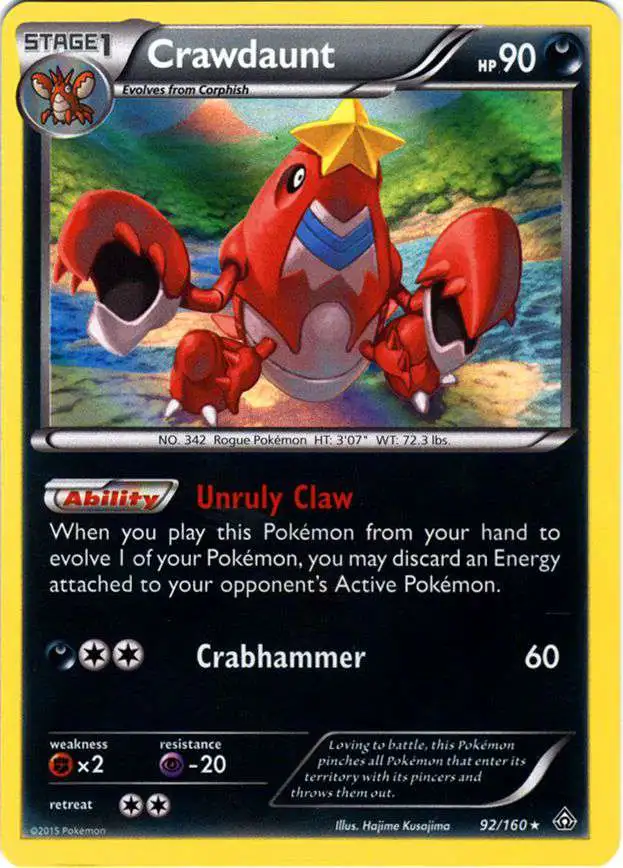 STAGE1
Crawdaunt
HP90
Evolves from Corphish
NO. 342 Rogue Pokémon HT: 3'07" WT: 72.3 lbs.
Ability Unruly Claw
When you play this Pokémon from your hand to
evolve 1 of your Pokémon, you may discard an Energy
attached to your opponent's Active Pokémon.
Crabhammer 60
weakness
×2
resistance
-20
retreat
Loving to battle, this Pokémon
pinches all Pokémon that enter its
territory with its pincers and
throws them out.
©2015 Pokémon
Illus. Hajime Kusajima
92/160★